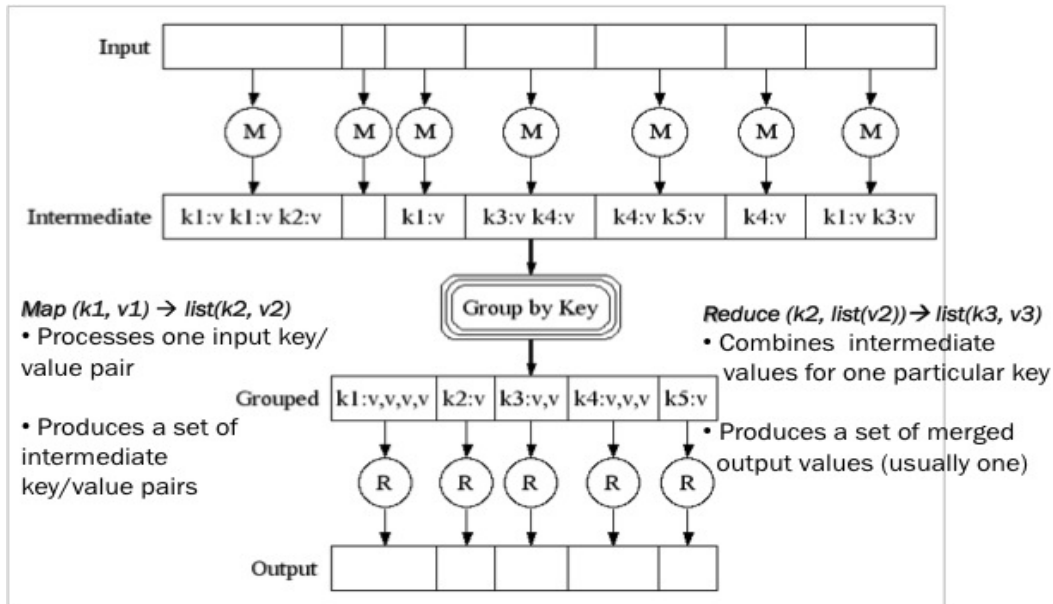 Input
M M M M M M M
Intermediate k1:v k1:v k2:v k1:v k3:v k4:v k4:v k5:v k4:v k1:v k3:v
Group by Key
Map (k1, v1) → list(k2, v2)
• Processes one input key/
value pair
• Produces a set of
intermediate
key/value pairs
Reduce (k2, list(v2))→ list(k3, v3)
• Combines intermediate
values for one particular key
• Produces a set of merged
output values (usually one)
Grouped k1:v,v,v,v k2:v k3:v,v k4:v,v,v k5:v
R R R R R
Output